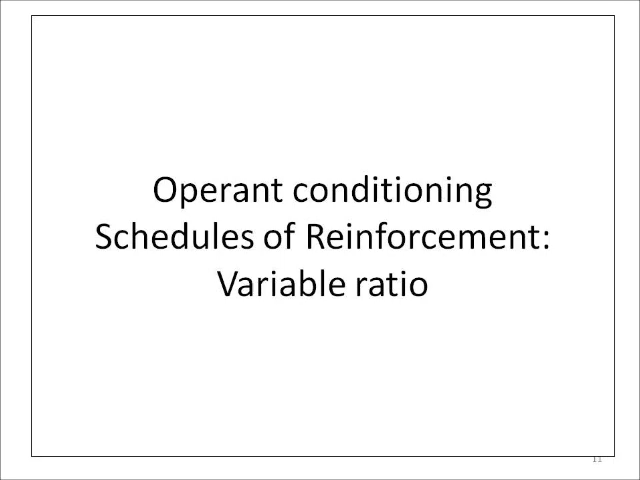 Operant conditioning
Schedules of Reinforcement:
Variable ratio
11